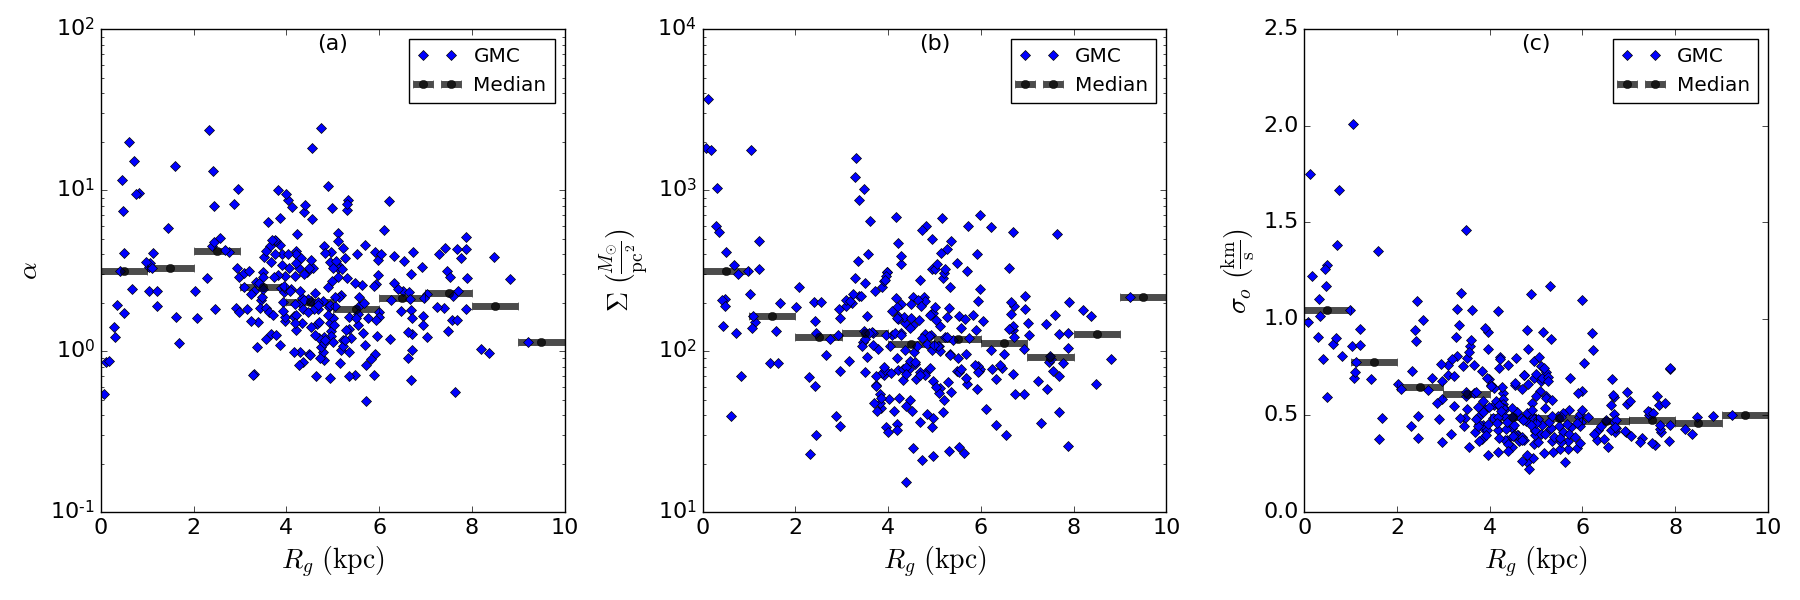 (a)
GMC
Median
10^2
10^1
10^0
10^-1
α
0 2 4 6 8 10
R_g (kpc)
(b)
GMC
Median
10^4
10^3
10^2
10^1
Σ (M_⊙/pc^2)
0 2 4 6 8 10
R_g (kpc)
(c)
GMC
Median
2.5
2.0
1.5
1.0
0.5
0.0
σ_o (km/s)
0 2 4 6 8 10
R_g (kpc)